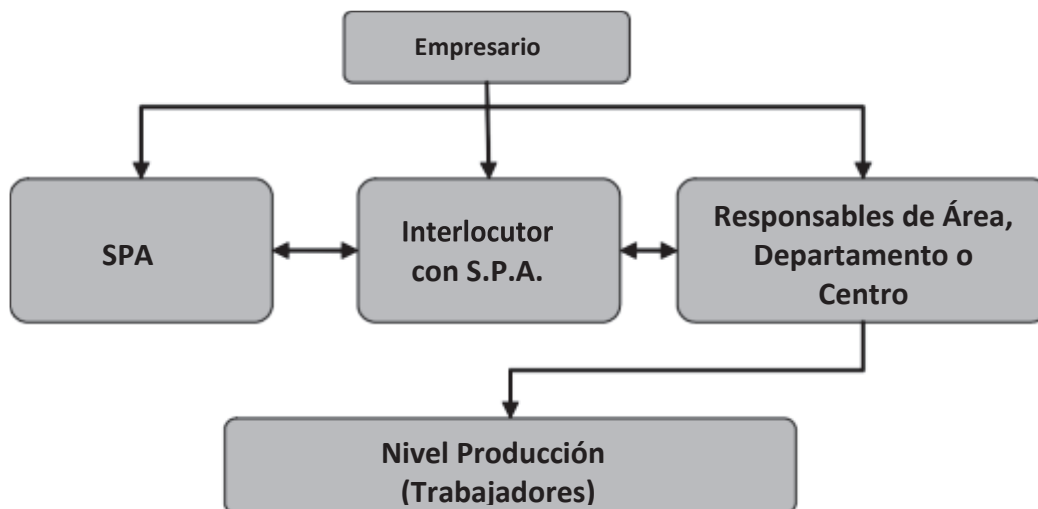 Empresario
SPA
Interlocutor
con S.P.A.
Responsables de Área,
Departamento o
Centro
Nivel Producción
(Trabajadores)